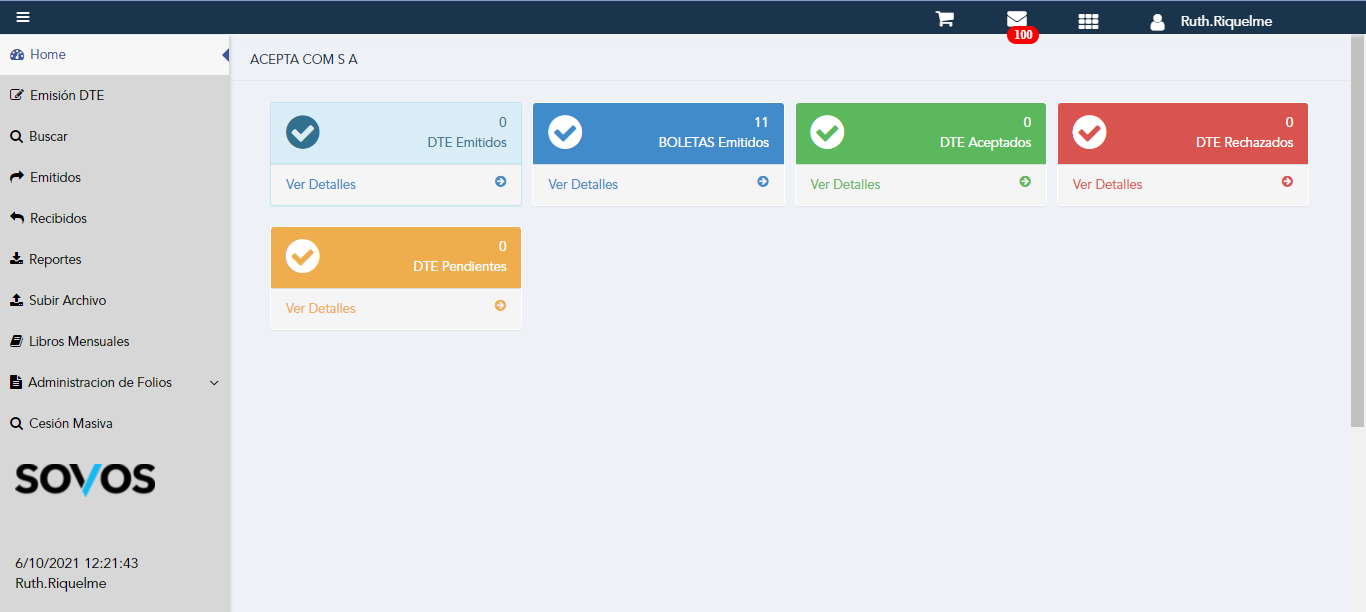 Ruth.Riquelme
100
Home
Emisión DTE
Buscar
Emitidos
Recibidos
Reportes
Subir Archivo
Libros Mensuales
Administracion de Folios
Cesión Masiva
SOVOS
6/10/2021 12:21:43
Ruth.Riquelme
ACEPTA COM S A
0
DTE Emitidos
Ver Detalles
11
BOLETAS Emitidos
Ver Detalles
0
DTE Aceptados
Ver Detalles
0
DTE Rechazados
Ver Detalles
0
DTE Pendientes
Ver Detalles